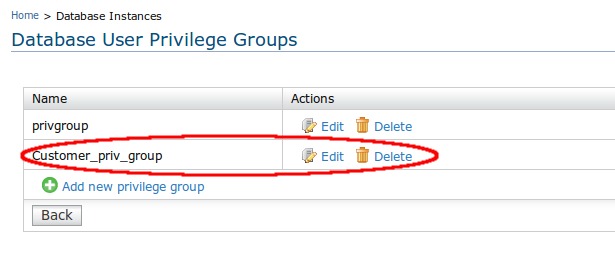 Home > Database Instances
Database User Privilege Groups
Name Actions
privgroup Edit Delete
Customer_priv_group Edit Delete
Add new privilege group
Back